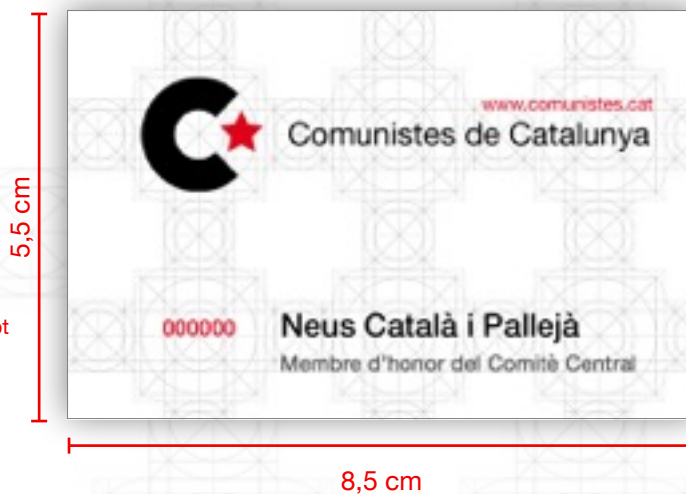 www.comunistes.cat
Comunistes de Catalunya
5,5 cm
000000
Neus Català i Pallejà
Membre d'honor del Comitè Central
8,5 cm